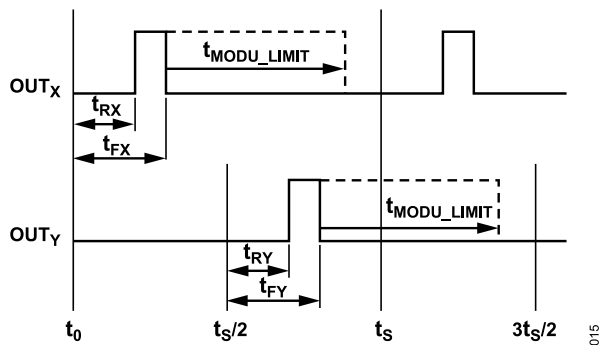 OUTX
tMODU_LIMIT
tRX
tFX
OUTY
tMODU_LIMIT
tRY
tFY
t0
tS/2
tS
3tS/2
015